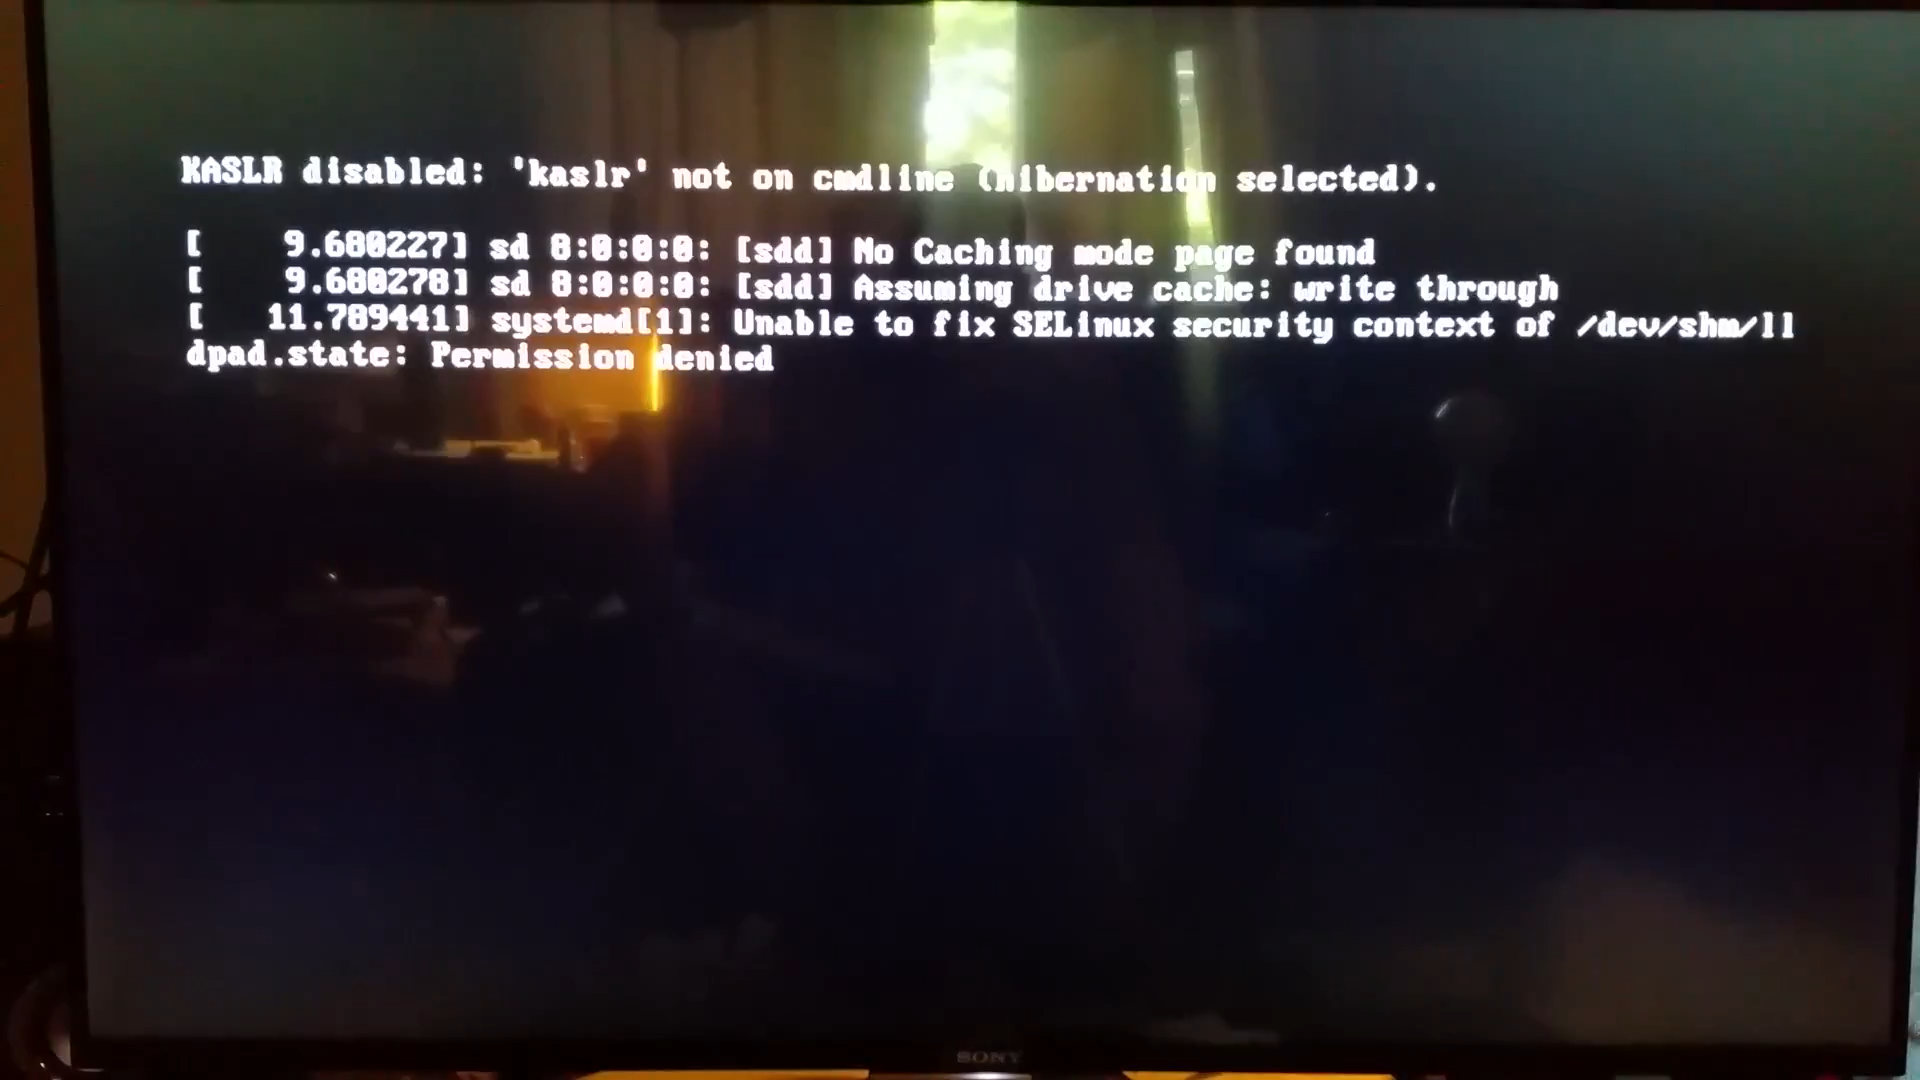 KASLR disabled: 'kaslr' not on cmdline (hibernation selected).
[    9.680227] sd 8:0:0:0: [sdd] No Caching mode page found
[    9.680278] sd 8:0:0:0: [sdd] Assuming drive cache: write through
[   11.789441] systemd[1]: Unable to fix SELinux security context of /dev/shm/ll
dpad.state: Permission denied
SONY